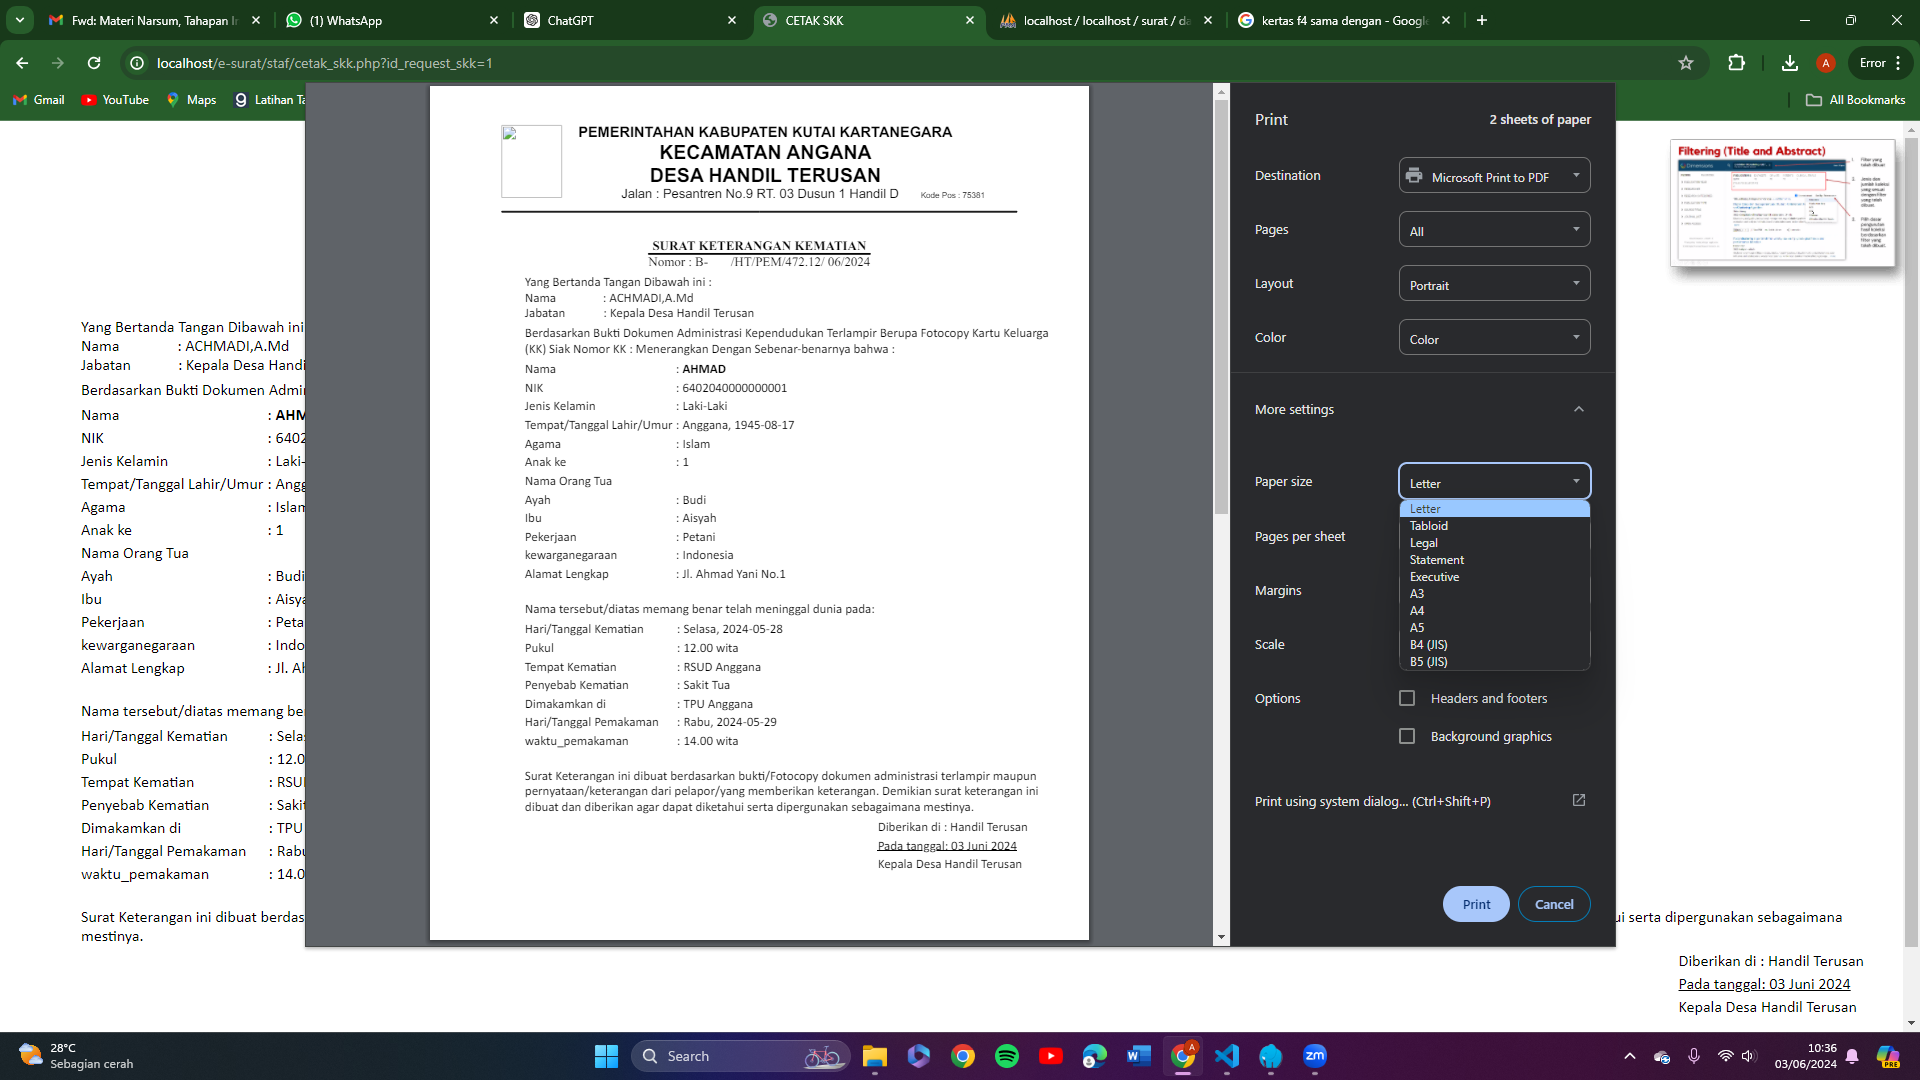 Fwd: Materi Narsum, Tahapan Ir
(1) WhatsApp
ChatGPT
CETAK SKK
localhost / localhost / surat / da
kertas f4 sama dengan - Google
localhost/e-surat/staf/cetak_skk.php?id_request_skk=1
A
Error
Gmail
YouTube
Maps
Latihan Ta
All Bookmarks
Yang Bertanda Tangan Dibawah ini
Nama : ACHMADI,A.Md
Jabatan : Kepala Desa Handi
Berdasarkan Bukti Dokumen Admin
Nama : AHM
NIK : 6402
Jenis Kelamin : Laki-
Tempat/Tanggal Lahir/Umur : Angg
Agama : Islam
Anak ke : 1
Nama Orang Tua
Ayah : Budi
Ibu : Aisya
Pekerjaan : Peta
kewarganegaraan : Indo
Alamat Lengkap : Jl. Ah
Nama tersebut/diatas memang be
Hari/Tanggal Kematian : Sela
Pukul : 12.0
Tempat Kematian : RSU
Penyebab Kematian : Sakit
Dimakamkan di : TPU
Hari/Tanggal Pemakaman : Rabu
waktu_pemakaman : 14.0
Surat Keterangan ini dibuat berdas
mestinya.
PEMERINTAHAN KABUPATEN KUTAI KARTANEGARA
KECAMATAN ANGANA
DESA HANDIL TERUSAN
Jalan : Pesantren No.9 RT. 03 Dusun 1 Handil D Kode Pos : 75381
SURAT KETERANGAN KEMATIAN
Nomor : B- /HT/PEM/472.12/ 06/2024
Yang Bertanda Tangan Dibawah ini :
Nama : ACHMADI,A.Md
Jabatan : Kepala Desa Handil Terusan
Berdasarkan Bukti Dokumen Administrasi Kependudukan Terlampir Berupa Fotocopy Kartu Keluarga
(KK) Siak Nomor KK : Menerangkan Dengan Sebenar-benarnya bahwa :
Nama : AHMAD
NIK : 6402040000000001
Jenis Kelamin : Laki-Laki
Tempat/Tanggal Lahir/Umur : Anggana, 1945-08-17
Agama : Islam
Anak ke : 1
Nama Orang Tua
Ayah : Budi
Ibu : Aisyah
Pekerjaan : Petani
kewarganegaraan : Indonesia
Alamat Lengkap : Jl. Ahmad Yani No.1
Nama tersebut/diatas memang benar telah meninggal dunia pada:
Hari/Tanggal Kematian : Selasa, 2024-05-28
Pukul : 12.00 wita
Tempat Kematian : RSUD Anggana
Penyebab Kematian : Sakit Tua
Dimakamkan di : TPU Anggana
Hari/Tanggal Pemakaman : Rabu, 2024-05-29
waktu_pemakaman : 14.00 wita
Surat Keterangan ini dibuat berdasarkan bukti/Fotocopy dokumen administrasi terlampir maupun
pernyataan/keterangan dari pelapor/yang memberikan keterangan. Demikian surat keterangan ini
dibuat dan diberikan agar dapat diketahui serta dipergunakan sebagaimana mestinya.
Diberikan di : Handil Terusan
Pada tanggal: 03 Juni 2024
Kepala Desa Handil Terusan
Print
2 sheets of paper
Destination
Microsoft Print to PDF
Pages
All
Layout
Portrait
Color
Color
More settings
Paper size
Letter
Letter
Tabloid
Legal
Statement
Executive
A3
A4
A5
B4 (JIS)
B5 (JIS)
Pages per sheet
Margins
Scale
Options
Headers and footers
Background graphics
Print using system dialog... (Ctrl+Shift+P)
Print
Cancel
Filtering (Title and Abstract)
ui serta dipergunakan sebagaimana
Diberikan di : Handil Terusan
Pada tanggal: 03 Juni 2024
Kepala Desa Handil Terusan
28°C
Sebagian cerah
Search
zm
10:36
03/06/2024
PRE